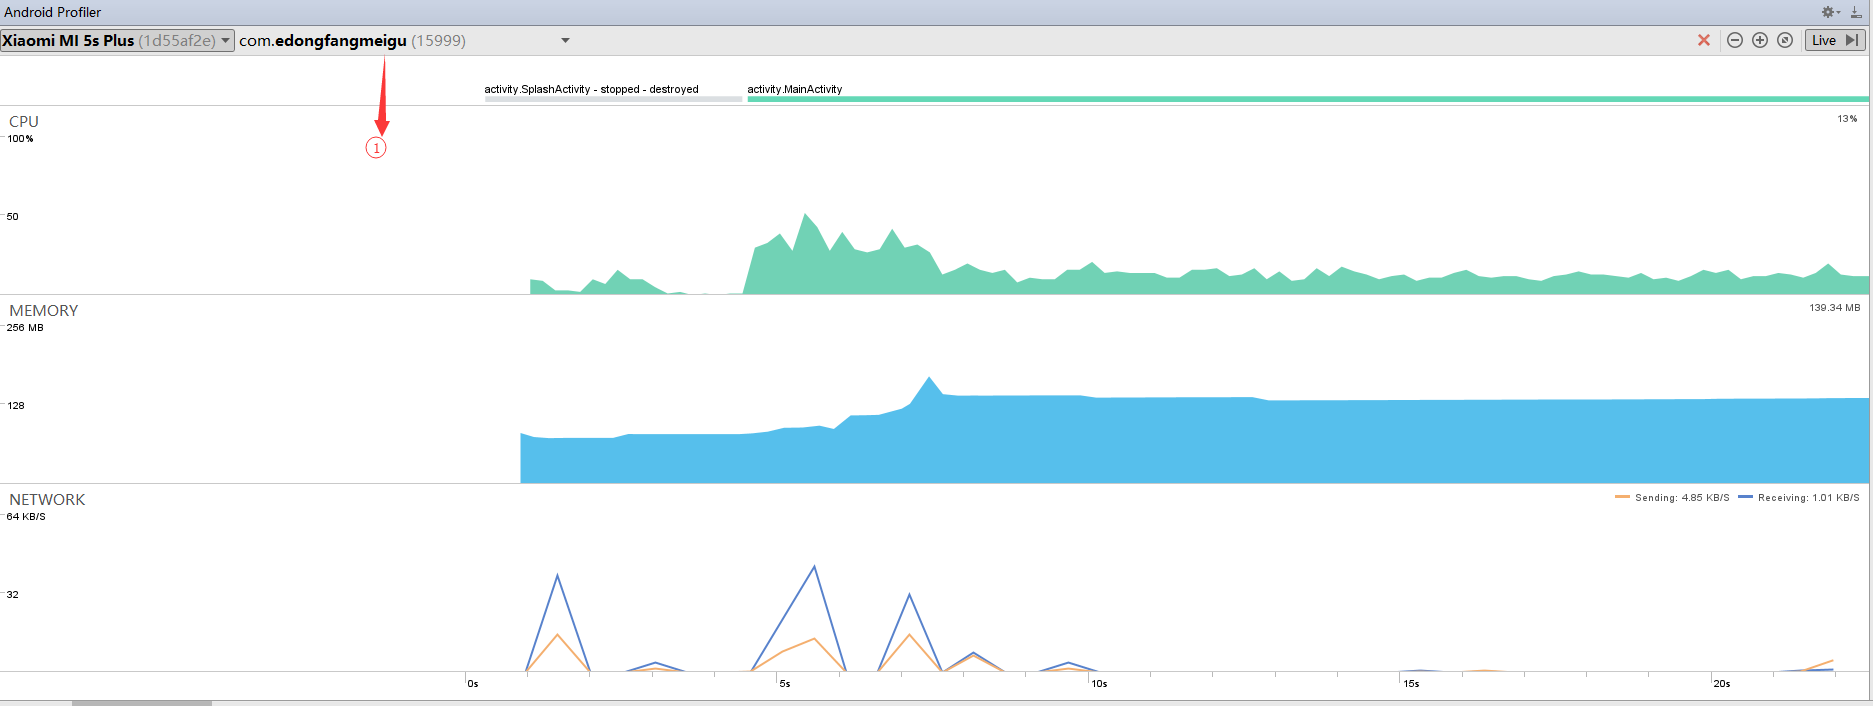 Android Profiler
Xiaomi MI 5s Plus (1d55af2e) com.edongfangmeigu (15999) Live
activity.SplashActivity - stopped - destroyed activity.MainActivity
CPU 13%
100%
①
50
MEMORY 139.34 MB
256 MB
128
NETWORK Sending: 4.85 KB/S Receiving: 1.01 KB/S
64 KB/S
32
0s 5s 10s 15s 20s